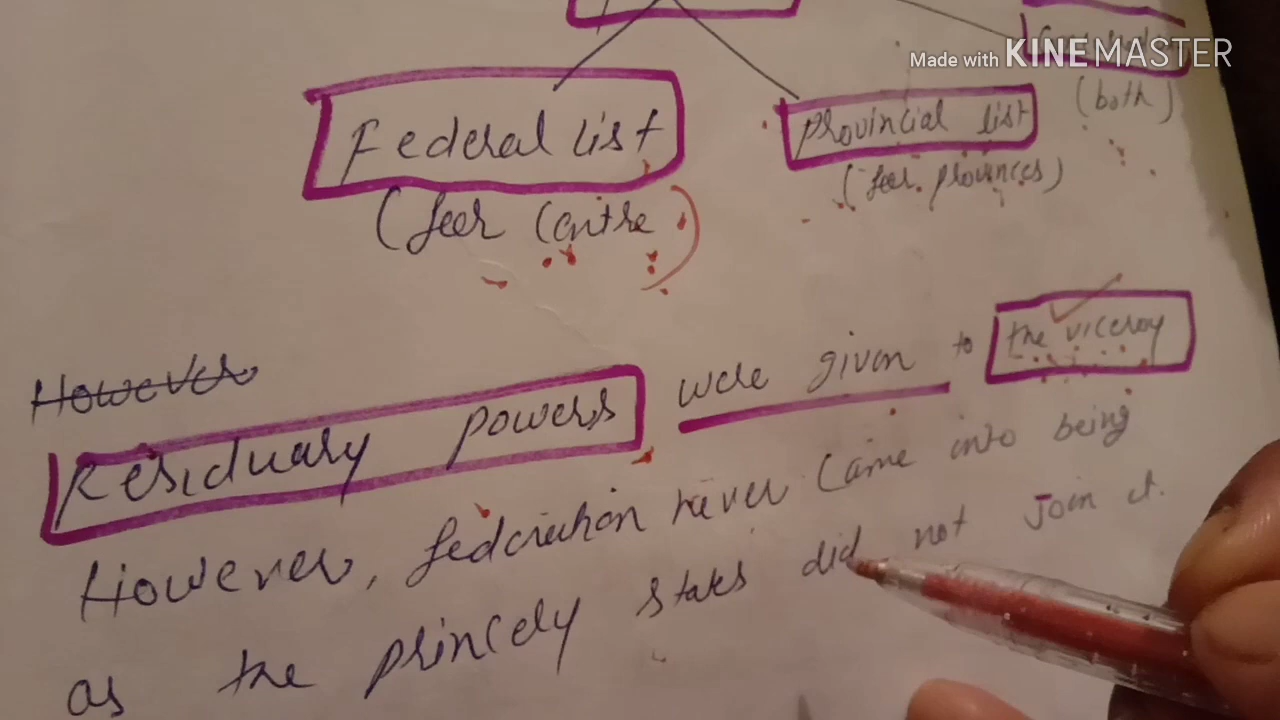 Made with KINEMASTER
Federal list
provincial list
(both)
(for centre)
(for provinces)
However
Residuary powers were given to the viceroy
However, federation never came into being
as the princely states did not join it.